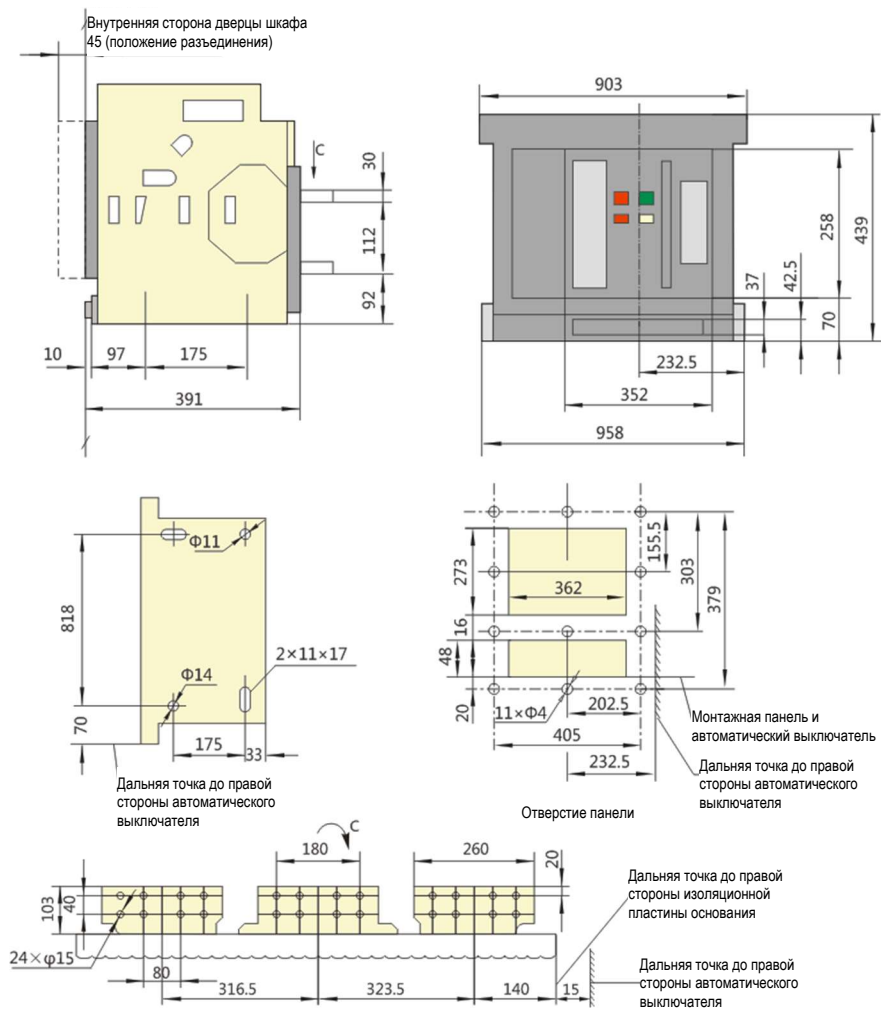 Внутренняя сторона дверцы шкафа
45 (положение разъединения)
C
30
112
92
10
97
175
391
903
258
439
37
42.5
70
232.5
352
958
818
70
Φ11
Φ14
2×11×17
175
33
Дальняя точка до правой
стороны автоматического
выключателя
273
16
48
20
362
155.5
303
379
11×Φ4
202.5
405
232.5
Монтажная панель и
автоматический выключатель
Дальняя точка до правой
стороны автоматического
выключателя
Отверстие панели
C
180
260
20
103
40
24×φ15
80
316.5
323.5
140
15
Дальняя точка до правой
стороны изоляционной
пластины основания
Дальняя точка до правой
стороны автоматического
выключателя